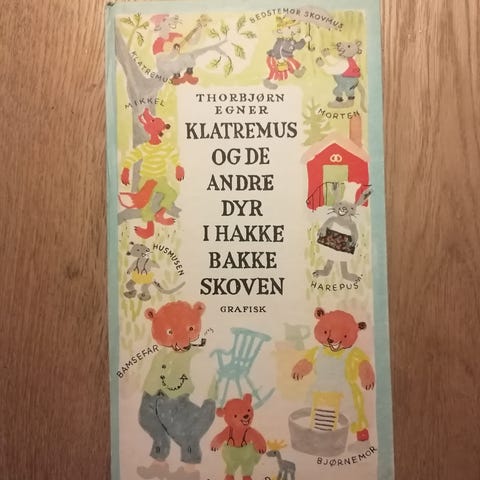 BEDSTEMOR SKOVMUS
KLATREMUS
MIKKEL
MORTEN
THORBJØRN
EGNER
KLATREMUS
OG DE
ANDRE
DYR
I HAKKE
BAKKE
SKOVEN
GRAFISK
HUSMUSEN
HAREPUS
BAMSEFAR
BJØRNEMOR